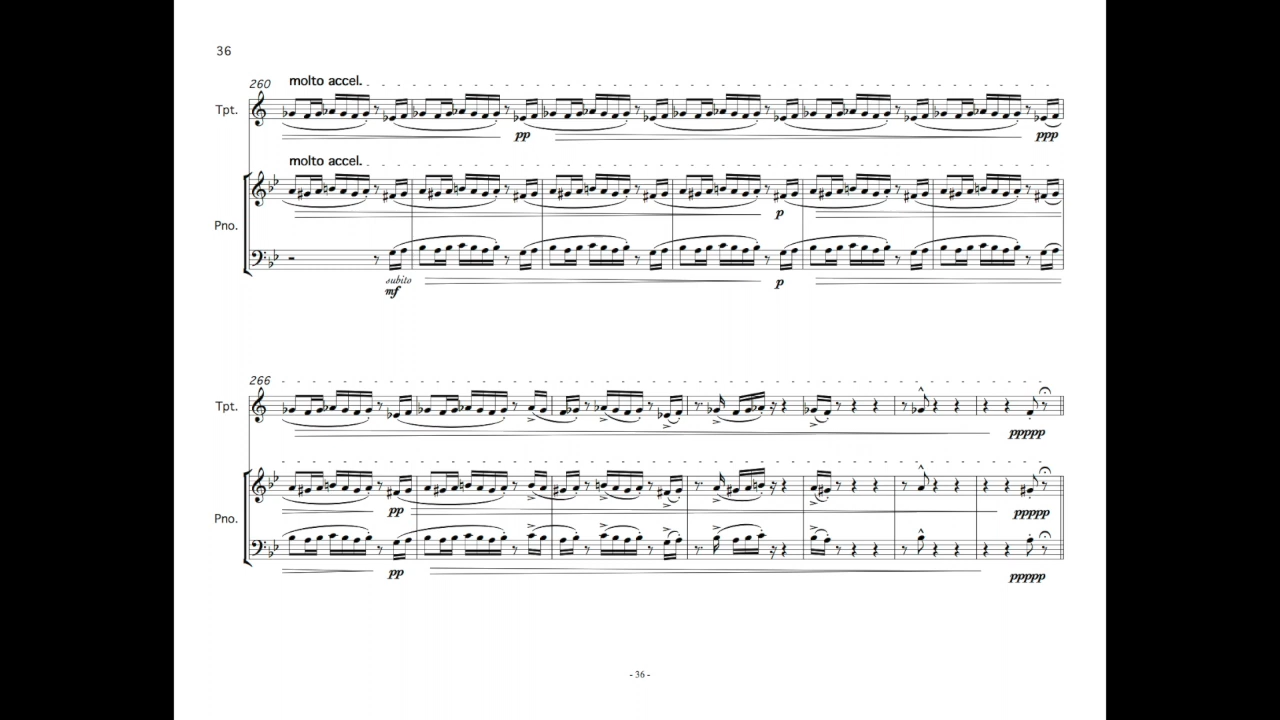 36
260 molto accel.
Tpt.
pp ppp
molto accel.
Pno.
p
subito
mf p
266
Tpt.
ppppp
Pno.
pp ppppp
pp ppppp
- 36 -